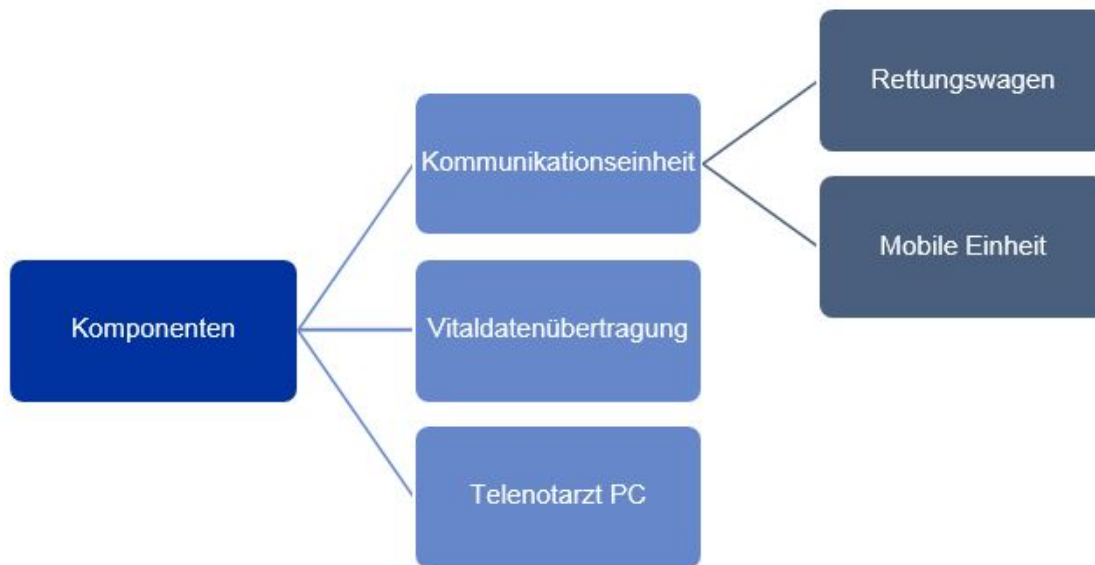 Rettungswagen
Kommunikationseinheit
Mobile Einheit
Komponenten
Vitaldatenübertragung
Telenotarzt PC